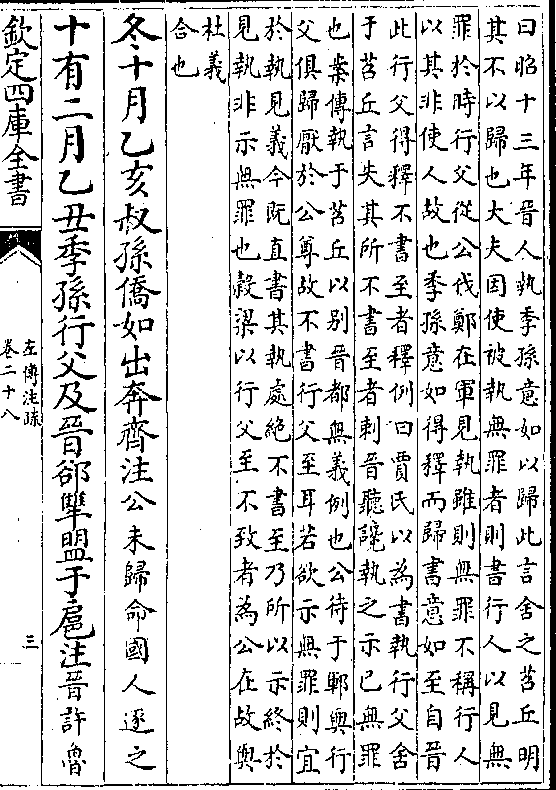 曰昭十三年晉人執季孫意如以歸此言舍之苕丘明
其不以歸也大夫因使被執無罪者則書行人以見無
罪於時行父從公伐鄭在軍見執雖則無罪不稱行人
以其非使人故也季孫意如得釋而歸書意如至自晉
此行父得釋不書至者釋例曰賈氏以為書執行父舍
于苕丘言失其所不書至者刺晉聽讒執之示已無罪
也案傳執于苕丘以別晉都無義例也公待于鄆與行
父俱歸厭於公尊故不書行父至耳若欲示無罪則宜
於執見義今既直書其執處絶不書至乃所以示終於
見執非示無罪也穀梁以行父至不致者為公在故與
杜義
合也
冬十月乙亥叔孫僑如出奔齊注公未歸命國人逐之
十有二月乙丑季孫行父及晉郤犨盟于扈注晉許魯
欽定四庫全書
左傳注疏
卷二十八
三